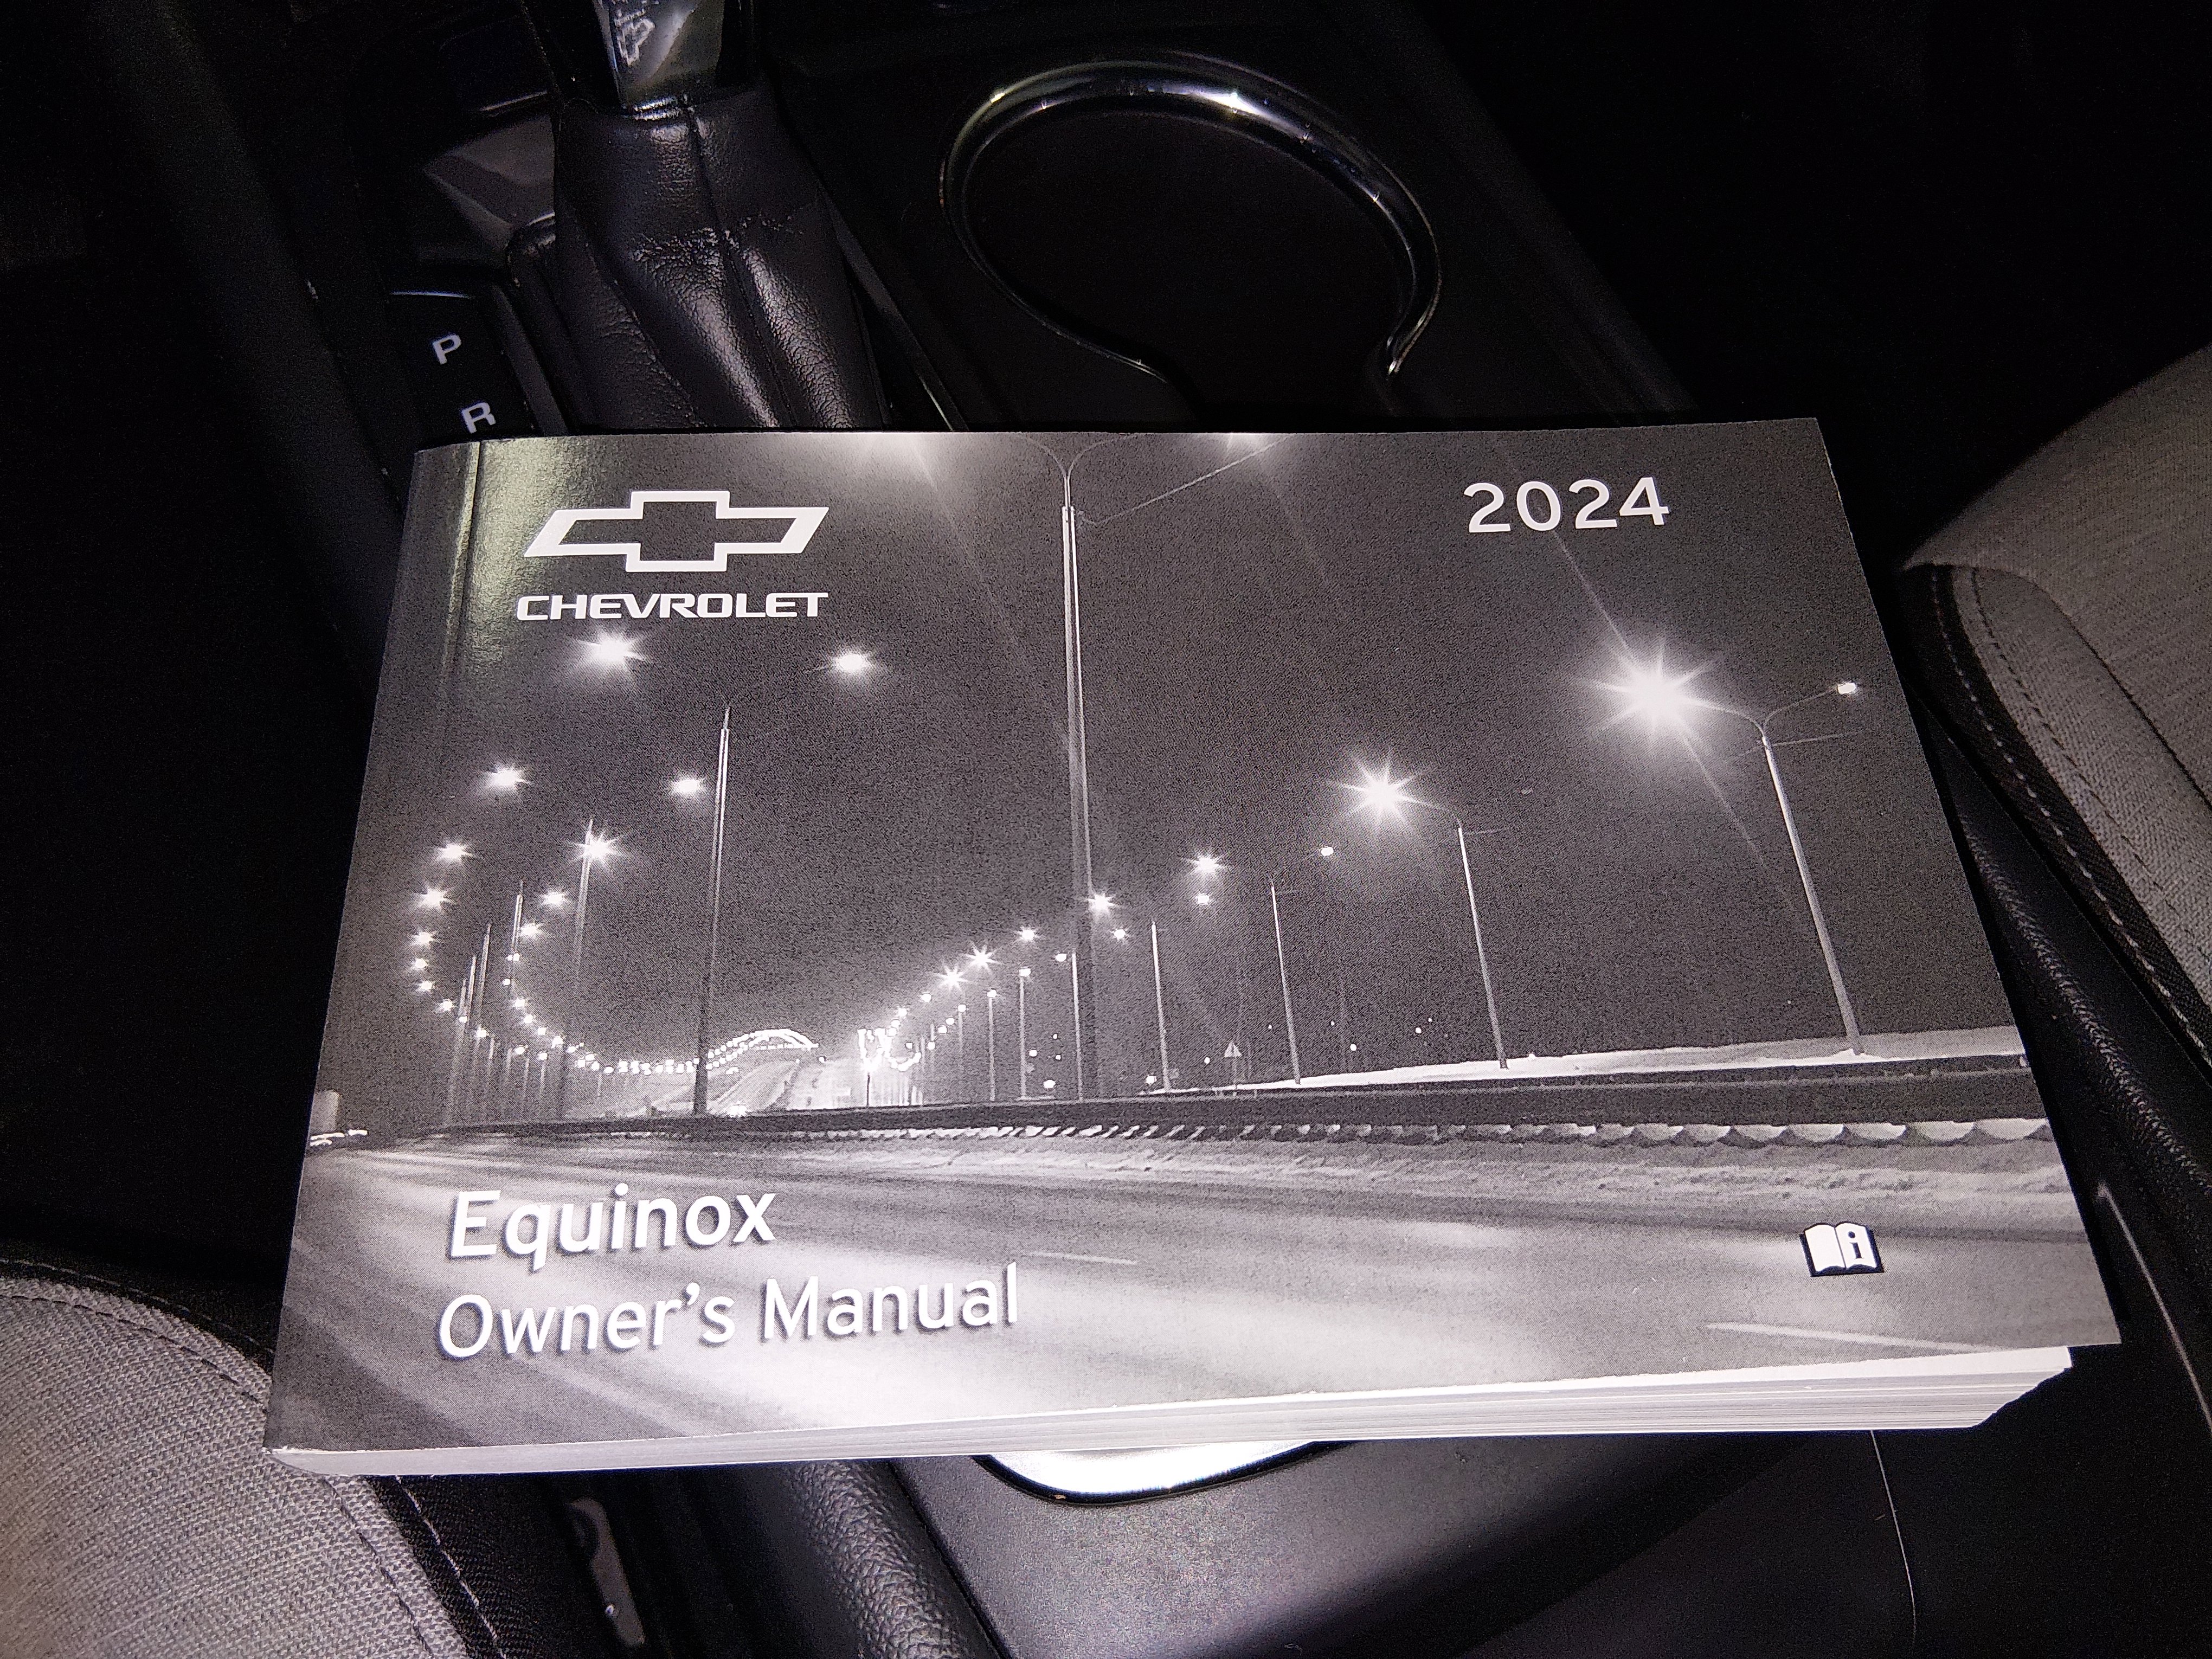 P
R
2024
CHEVROLET
Equinox
Owner's Manual
i